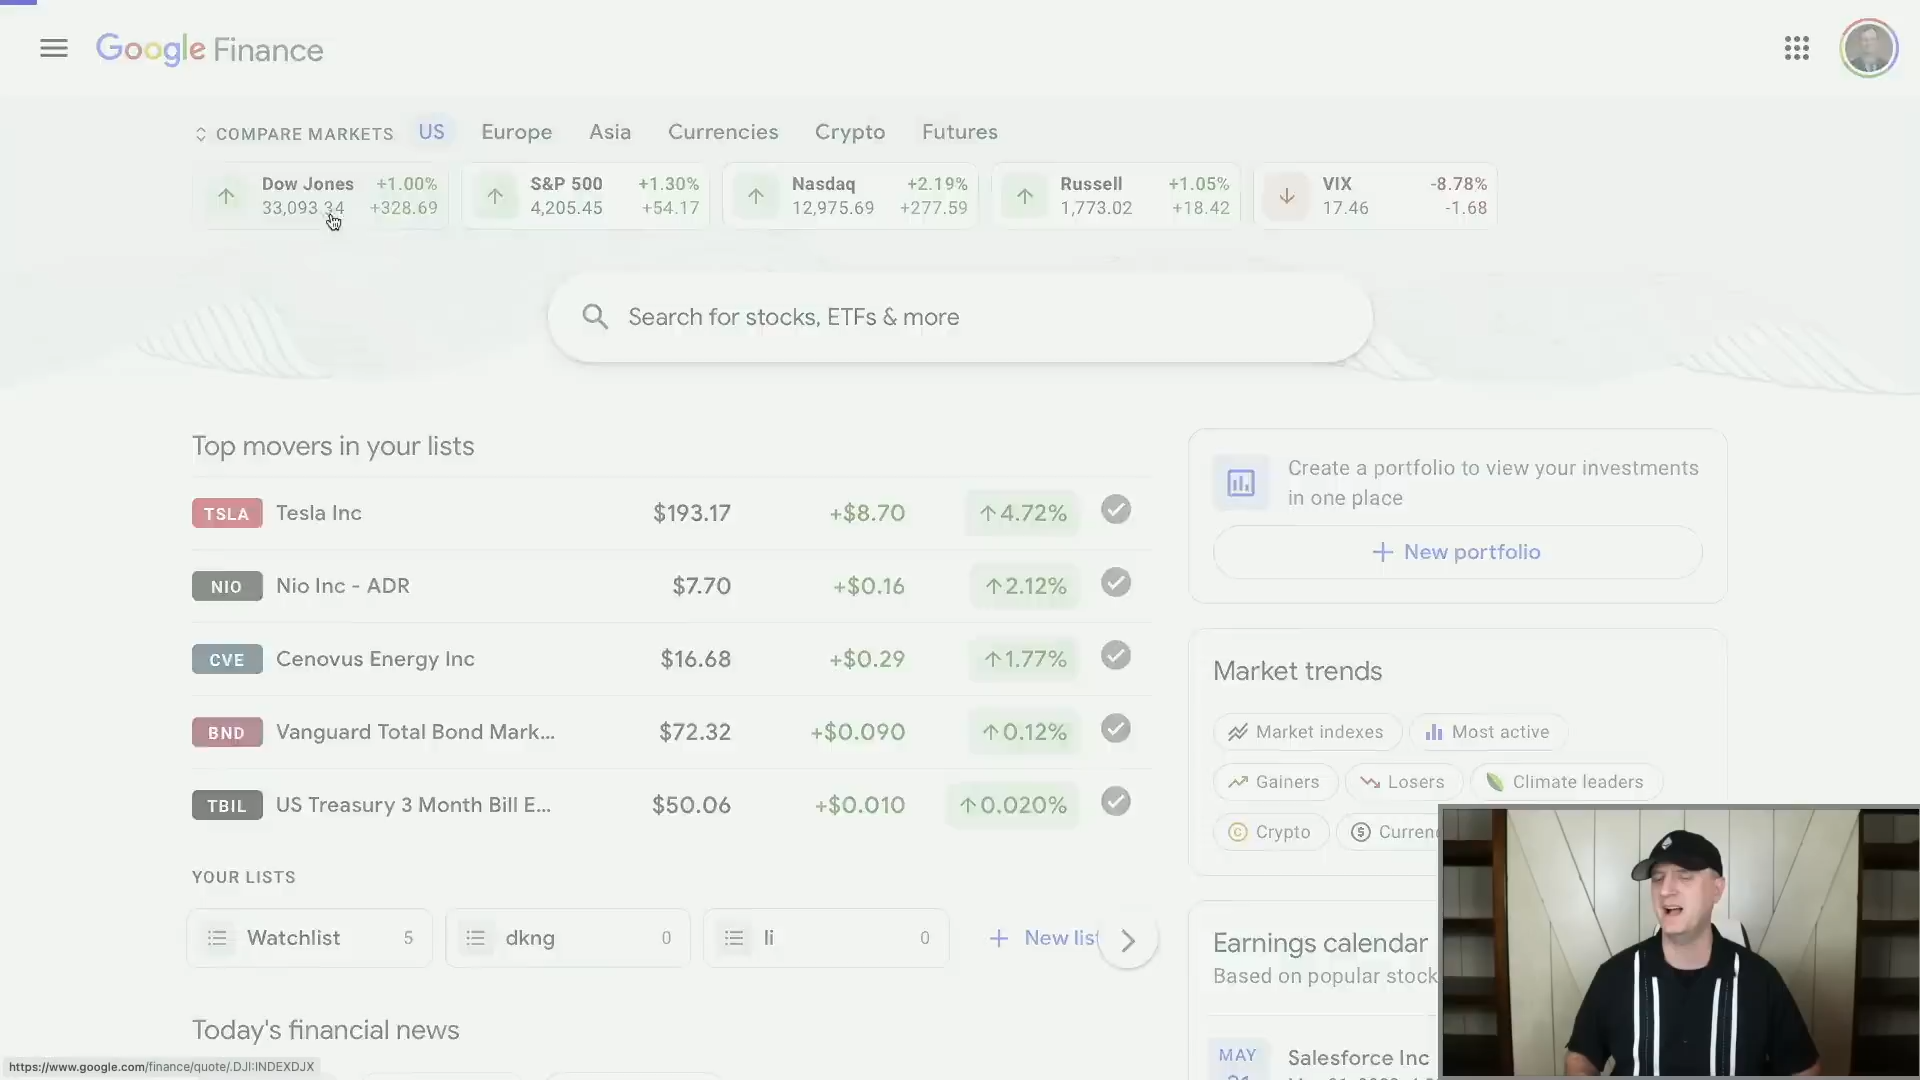 Google Finance
COMPARE MARKETS US Europe Asia Currencies Crypto Futures
Dow Jones +1.00%
33,093.34 +328.69
S&P 500 +1.30%
4,205.45 +54.17
Nasdaq +2.19%
12,975.69 +277.59
Russell +1.05%
1,773.02 +18.42
VIX -8.78%
17.46 -1.68
Search for stocks, ETFs & more
Top movers in your lists
TSLA Tesla Inc $193.17 +$8.70 ↑4.72%
NIO Nio Inc - ADR $7.70 +$0.16 ↑2.12%
CVE Cenovus Energy Inc $16.68 +$0.29 ↑1.77%
BND Vanguard Total Bond Mark... $72.32 +$0.090 ↑0.12%
TBIL US Treasury 3 Month Bill E... $50.06 +$0.010 ↑0.020%
YOUR LISTS
Watchlist 5
dkng 0
li 0
+ New list
Today's financial news
Create a portfolio to view your investments
in one place
+ New portfolio
Market trends
Market indexes Most active
Gainers Losers Climate leaders
Crypto Curren
Earnings calendar
Based on popular stock
MAY Salesforce Inc
https://www.google.com/finance/quote/.DJI:INDEXDJX